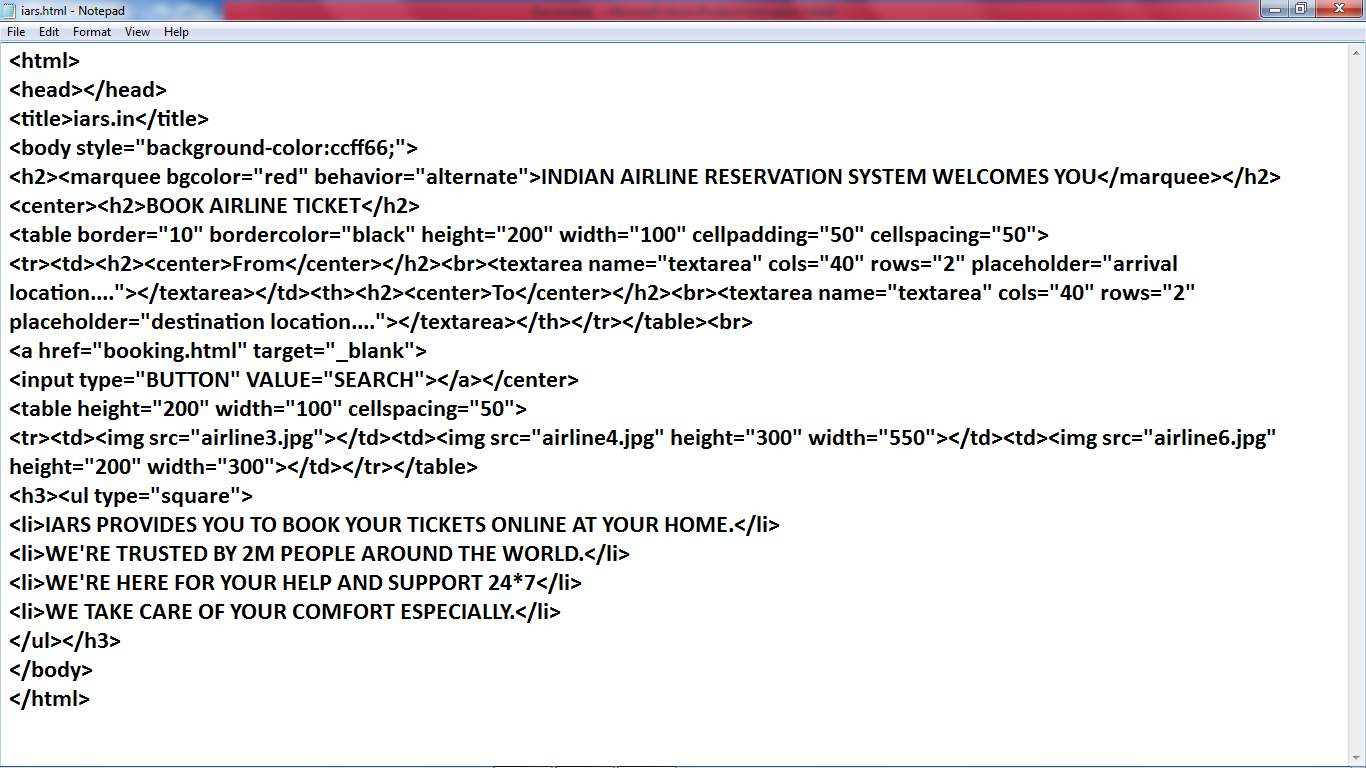 iars.html - Notepad
File Edit Format View Help
<html>
<head></head>
<title>iars.in</title>
<body style="background-color:ccff66;">
<h2><marquee bgcolor="red" behavior="alternate">INDIAN AIRLINE RESERVATION SYSTEM WELCOMES YOU</marquee></h2>
<center><h2>BOOK AIRLINE TICKET</h2>
<table border="10" bordercolor="black" height="200" width="100" cellpadding="50" cellspacing="50">
<tr><td><h2><center>From</center></h2><br><textarea name="textarea" cols="40" rows="2" placeholder="arrival
location...."></textarea></td><th><h2><center>To</center></h2><br><textarea name="textarea" cols="40" rows="2"
placeholder="destination location...."></textarea></th></tr></table><br>
<a href="booking.html" target="_blank">
<input type="BUTTON" VALUE="SEARCH"></a></center>
<table height="200" width="100" cellspacing="50">
<tr><td><img src="airline3.jpg"></td><td><img src="airline4.jpg" height="300" width="550"></td><td><img src="airline6.jpg"
height="200" width="300"></td></tr></table>
<h3><ul type="square">
<li>IARS PROVIDES YOU TO BOOK YOUR TICKETS ONLINE AT YOUR HOME.</li>
<li>WE'RE TRUSTED BY 2M PEOPLE AROUND THE WORLD.</li>
<li>WE'RE HERE FOR YOUR HELP AND SUPPORT 24*7</li>
<li>WE TAKE CARE OF YOUR COMFORT ESPECIALLY.</li>
</ul></h3>
</body>
</html>